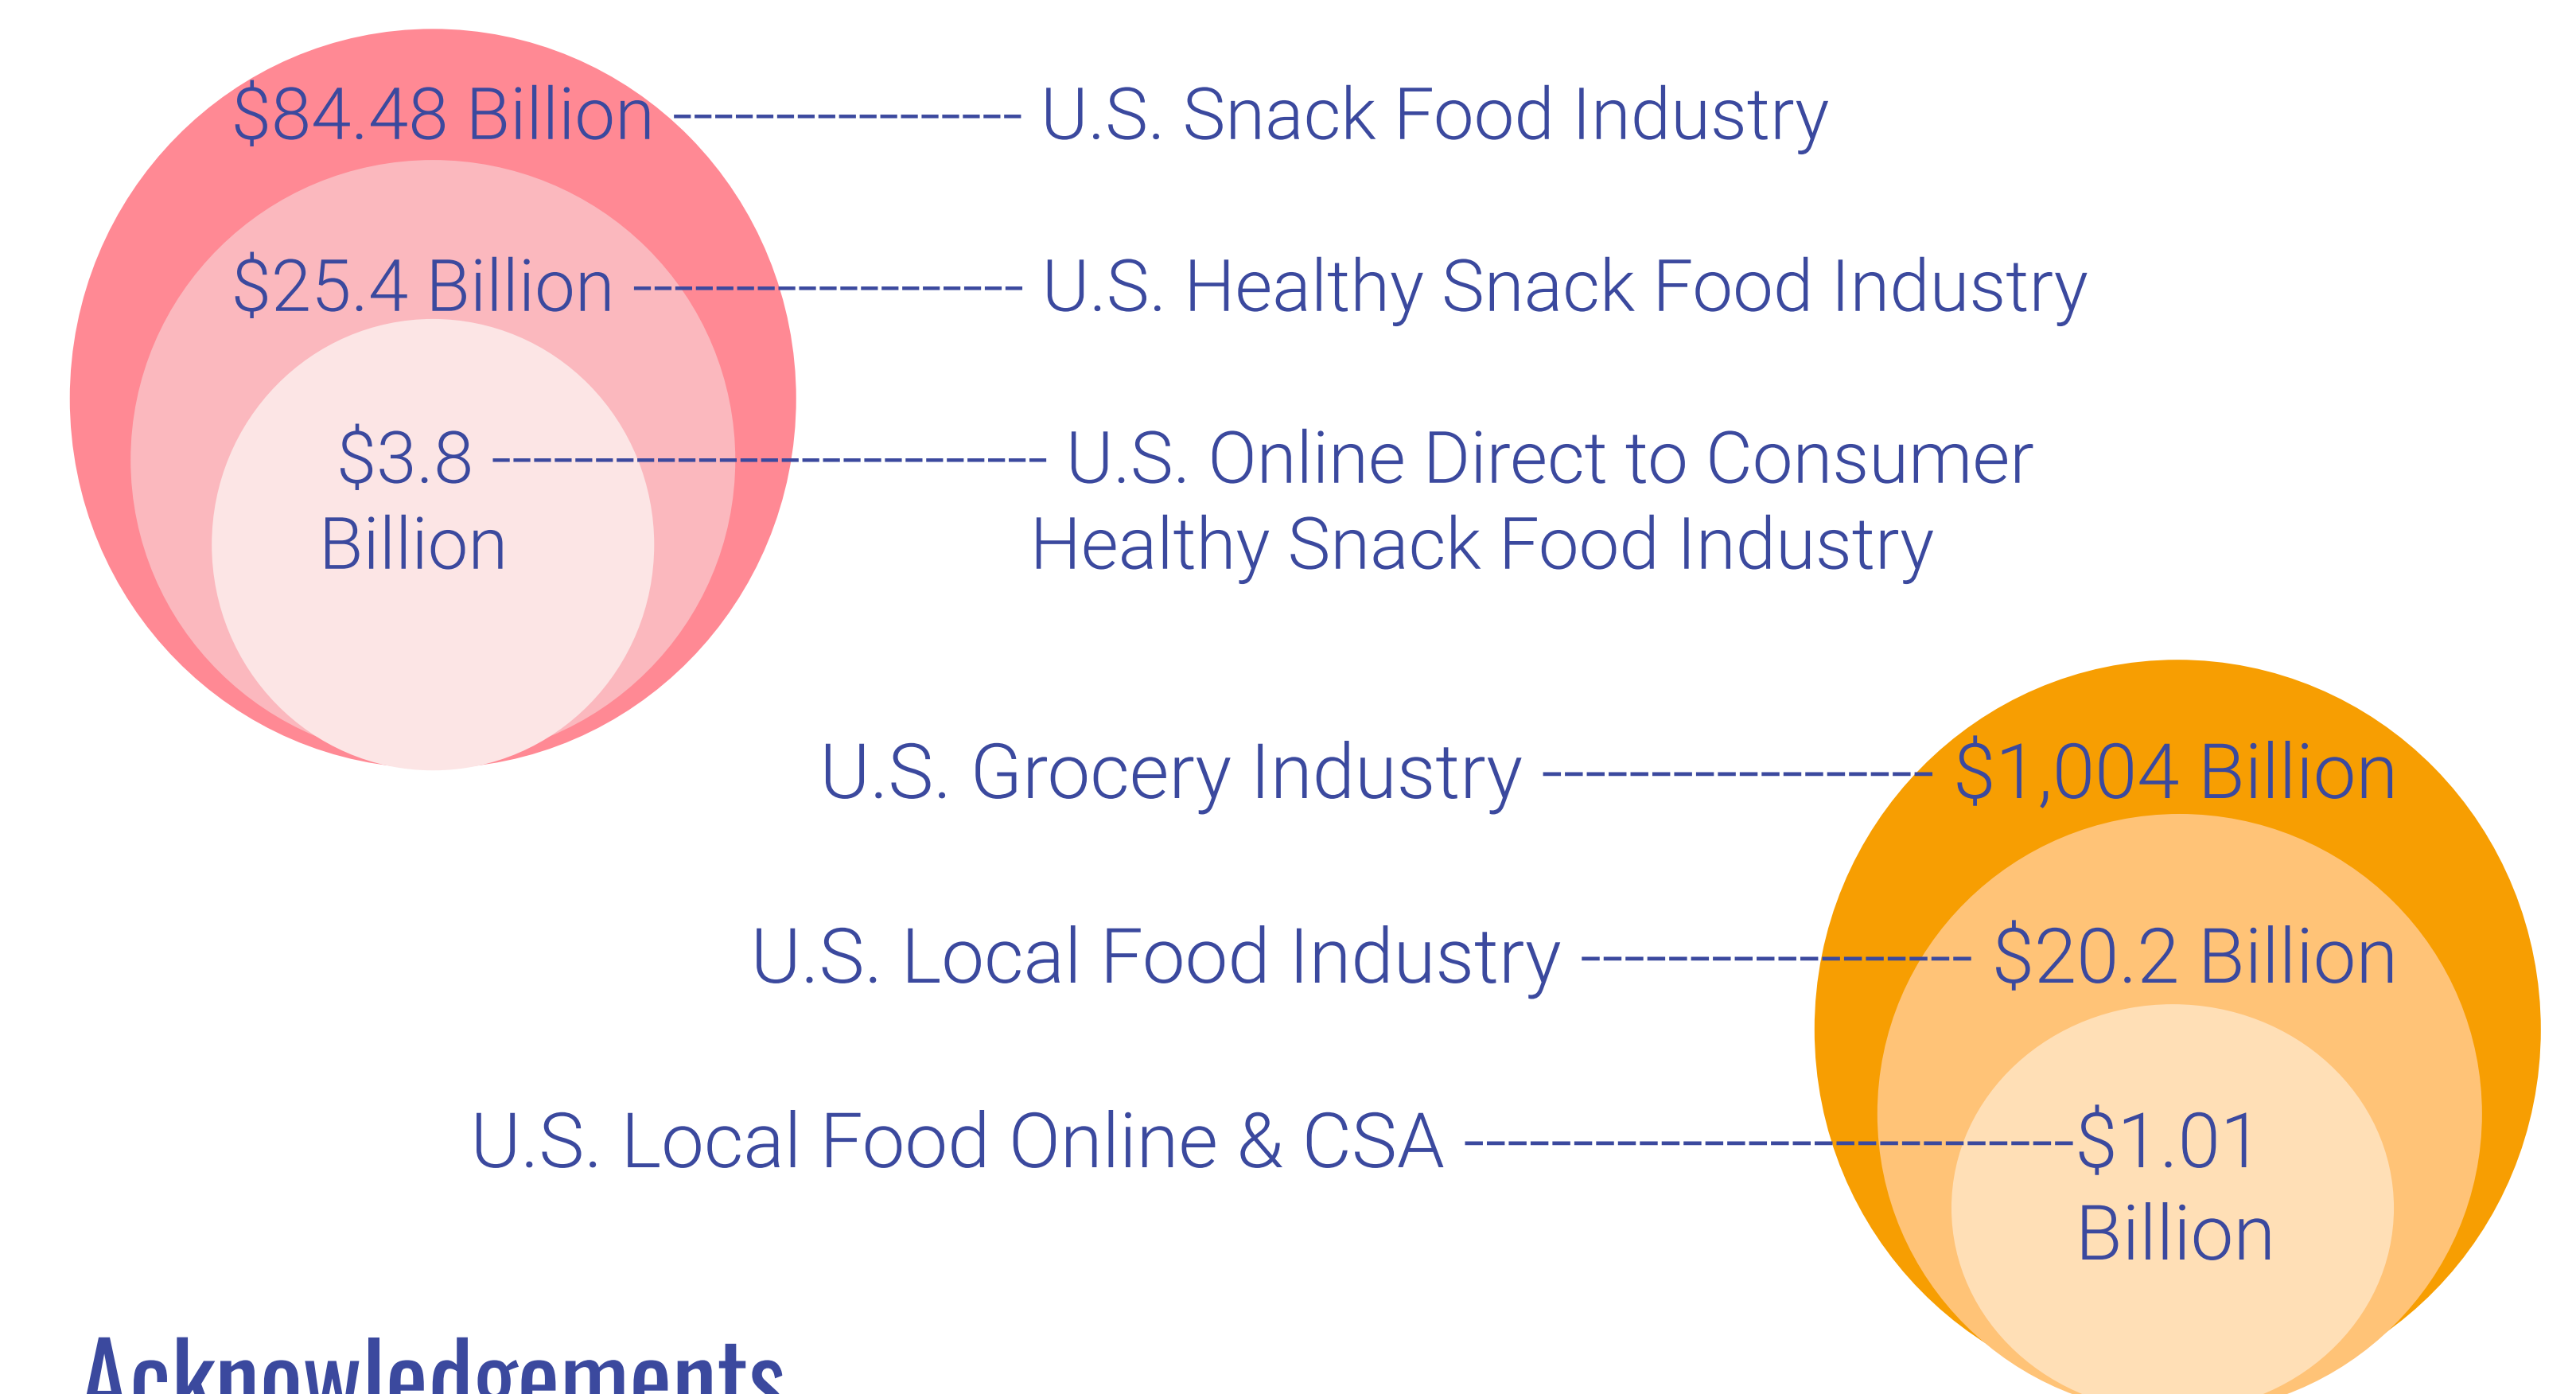 $84.48 Billion U.S. Snack Food Industry
$25.4 Billion U.S. Healthy Snack Food Industry
$3.8 U.S. Online Direct to Consumer
Billion Healthy Snack Food Industry
U.S. Grocery Industry $1,004 Billion
U.S. Local Food Industry $20.2 Billion
U.S. Local Food Online & CSA $1.01
Billion
Acknowledgements